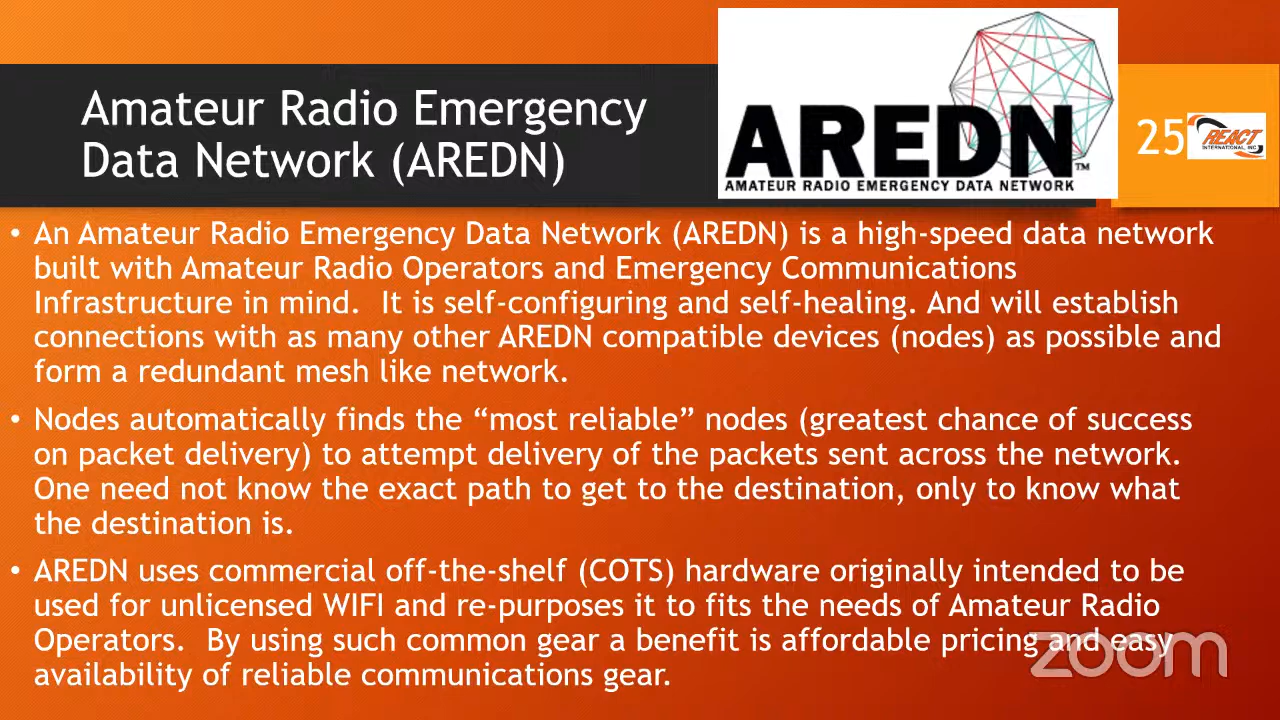 Amateur Radio Emergency
Data Network (AREDN)
AREDN™
AMATEUR RADIO EMERGENCY DATA NETWORK
25
REACT
INTERNATIONAL, INC.
• An Amateur Radio Emergency Data Network (AREDN) is a high-speed data network
built with Amateur Radio Operators and Emergency Communications
Infrastructure in mind.  It is self-configuring and self-healing. And will establish
connections with as many other AREDN compatible devices (nodes) as possible and
form a redundant mesh like network.
• Nodes automatically finds the “most reliable” nodes (greatest chance of success
on packet delivery) to attempt delivery of the packets sent across the network.
One need not know the exact path to get to the destination, only to know what
the destination is.
• AREDN uses commercial off-the-shelf (COTS) hardware originally intended to be
used for unlicensed WIFI and re-purposes it to fits the needs of Amateur Radio
Operators.  By using such common gear a benefit is affordable pricing and easy
availability of reliable communications gear.
zoom